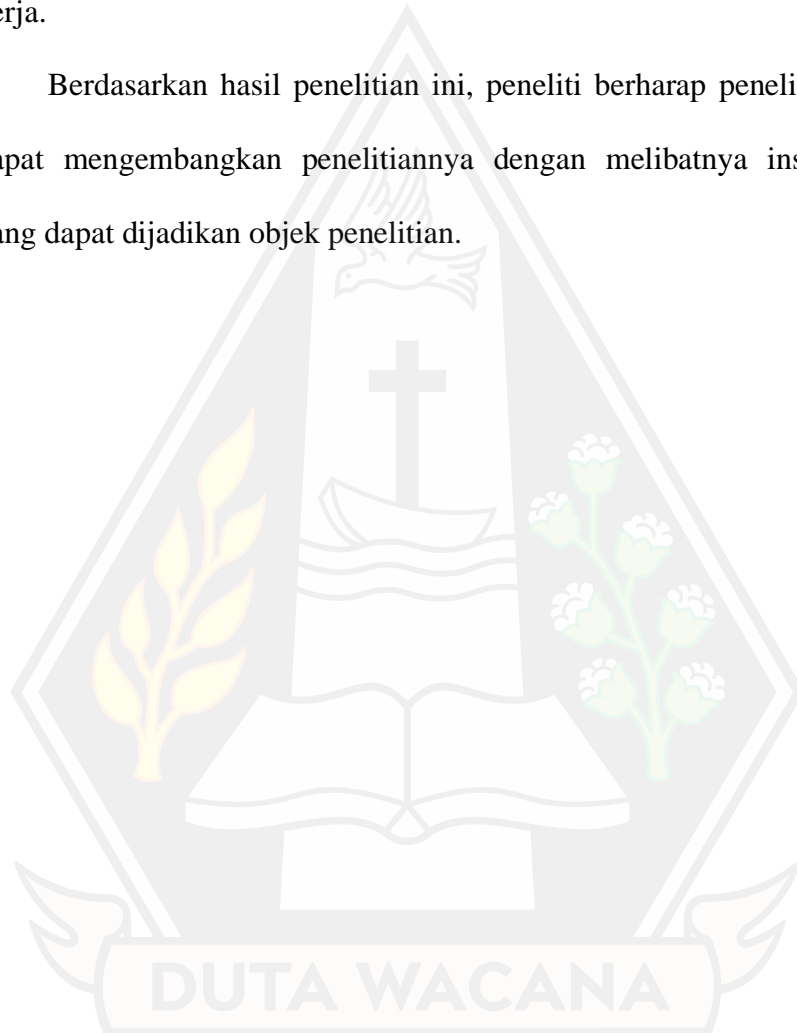 erja.
Berdasarkan hasil penelitian ini, peneliti berharap peneli
apat mengembangkan penelitiannya dengan melibatnya ins
ang dapat dijadikan objek penelitian.
DUTA WACANA